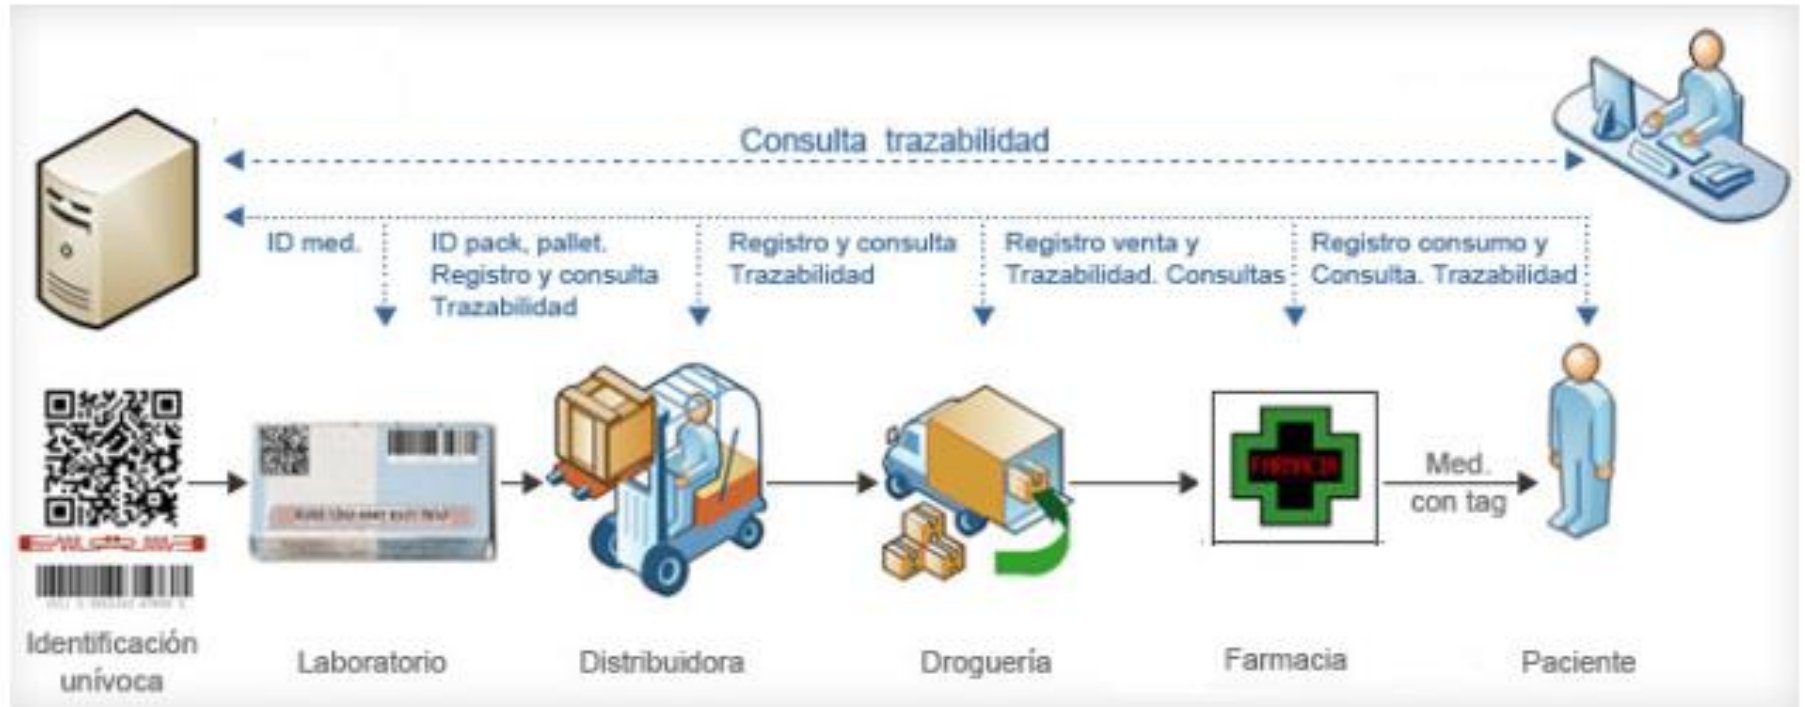 Consulta trazabilidad
ID med.
ID pack, pallet.
Registro y consulta
Trazabilidad
Registro y consulta
Trazabilidad
Registro venta y
Trazabilidad. Consultas
Registro consumo y
Consulta. Trazabilidad
FARMACIA
Med.
con tag
Identificación
unívoca
Laboratorio
Distribuidora
Droguería
Farmacia
Paciente